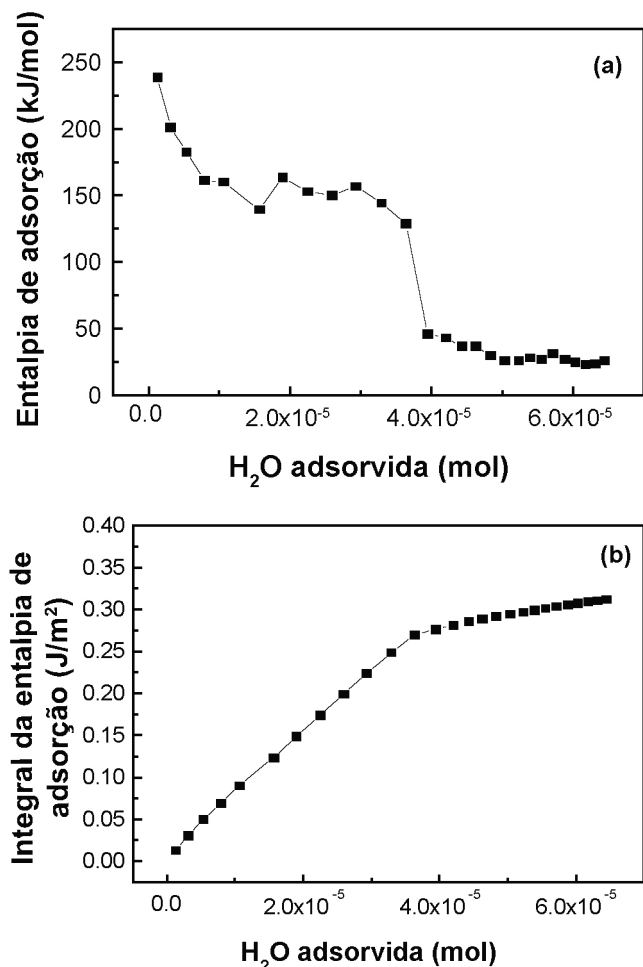 (a)
Entalpia de adsorção (kJ/mol)
250
200
150
100
50
0
0.0
2.0x10⁻⁵
4.0x10⁻⁵
6.0x10⁻⁵
H₂O adsorvida (mol)
(b)
Integral da entalpia de
adsorção (J/m²)
0.40
0.35
0.30
0.25
0.20
0.15
0.10
0.05
0.00
0.0
2.0x10⁻⁵
4.0x10⁻⁵
6.0x10⁻⁵
H₂O adsorvida (mol)